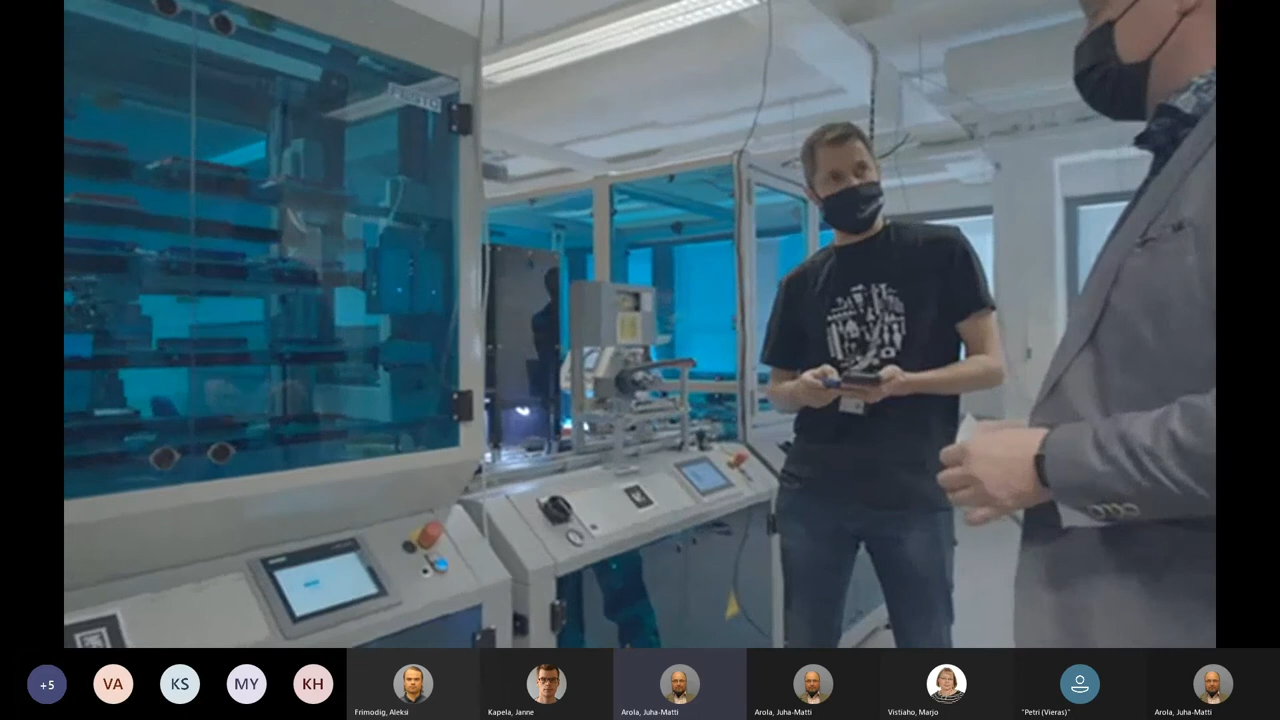 FESTO
+5
VA
KS
MY
KH
Frimodig, Aleksi
Kapela, Janne
Arola, Juha-Matti
Arola, Juha-Matti
Vistiaho, Marjo
"Petri (Vieras)"
Arola, Juha-Matti